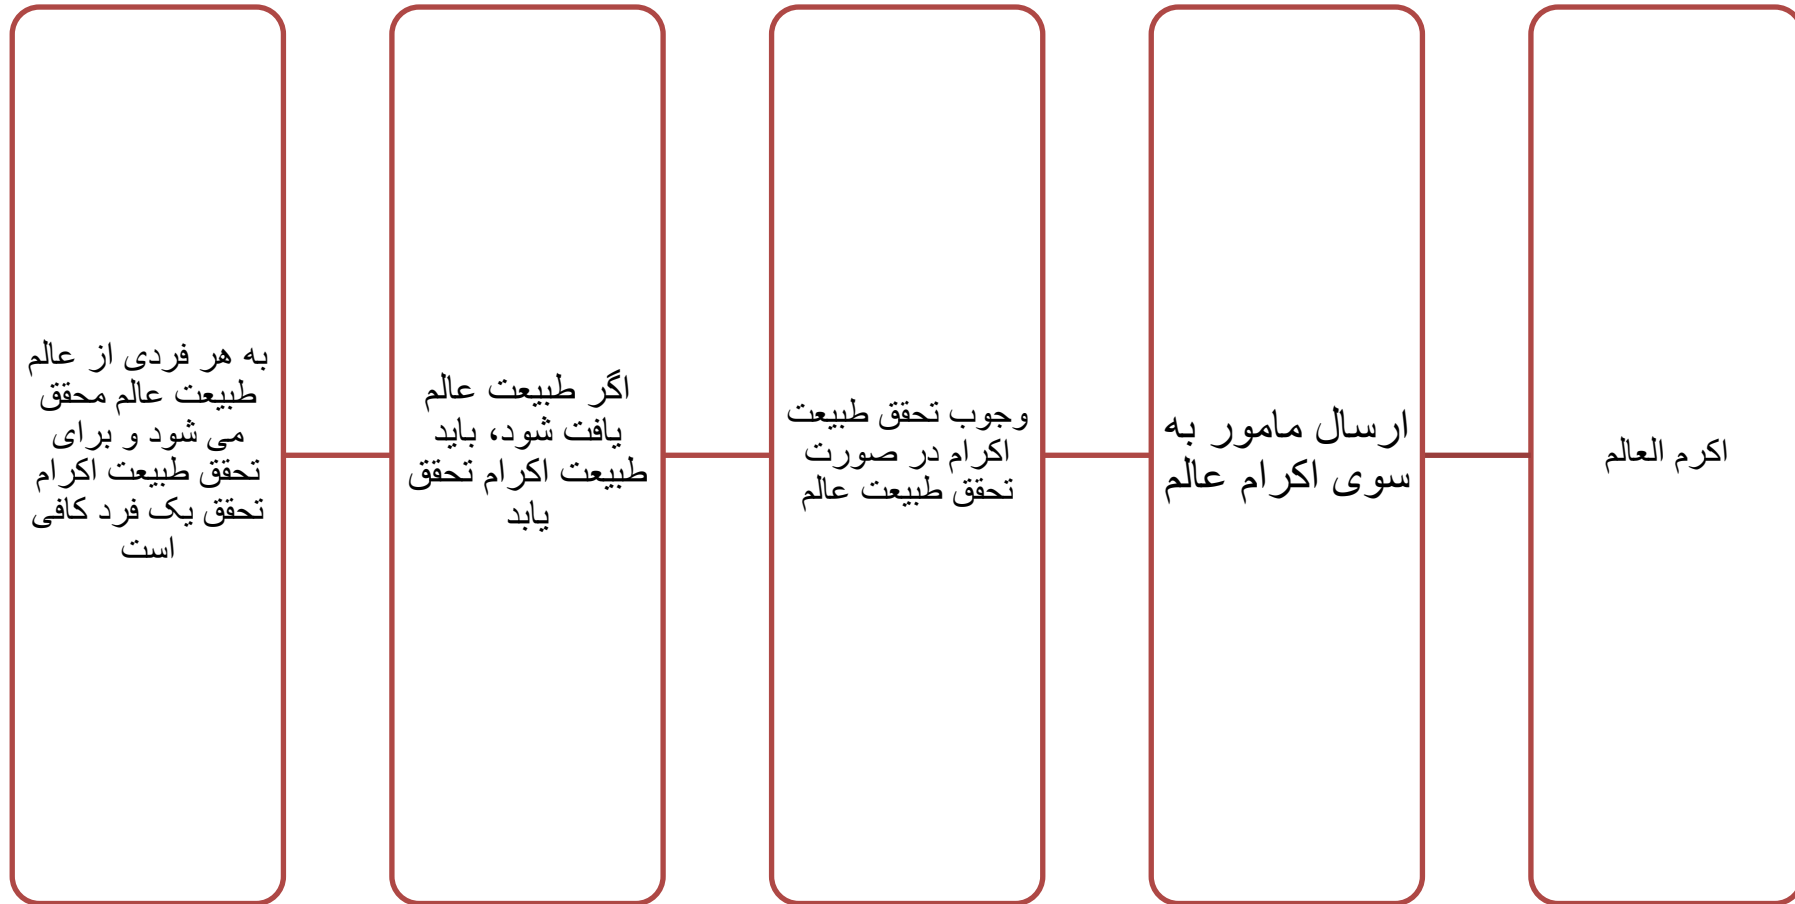 اکرم العالم
ارسال مامور به
سوی اکرام عالم
وجوب تحقق طبیعت
اکرام در صورت
تحقق طبیعت عالم
اگر طبیعت عالم
یافت شود، باید
طبیعت اکرام تحقق
یابد
به هر فردی از عالم
طبیعت عالم محقق
می شود و برای
تحقق طبیعت اکرام
تحقق یک فرد کافی
است